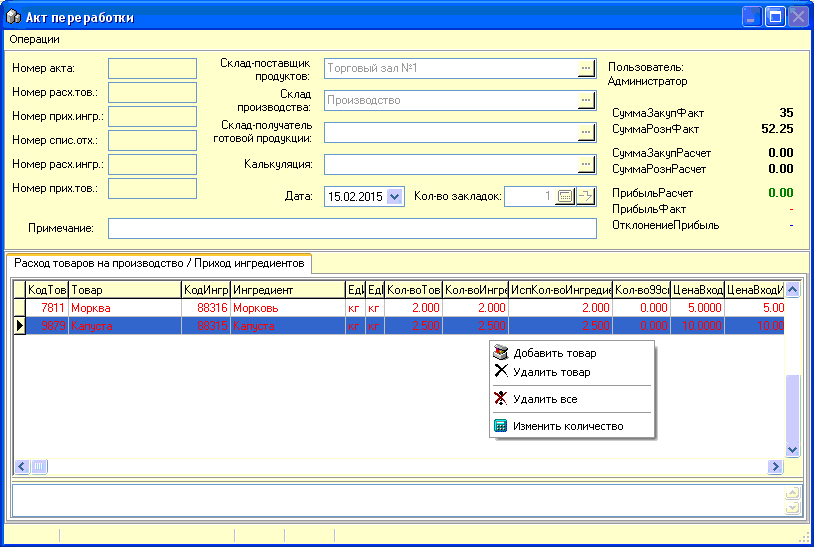 Акт переработки
Операции
Номер акта:
Номер расх.тов.:
Номер прих.ингр.:
Номер спис.отх.:
Номер расх.ингр.:
Номер прих.тов.:
Склад-поставщик
продуктов:
Торговый зал №1 ...
Склад
производства:
Производство ...
Склад-получатель
готовой продукции:
...
Калькуляция:
...
Дата: 15.02.2015 Кол-во закладок: 1
Примечание:
Пользователь:
Администратор
СуммаЗакупФакт 35
СуммаРознФакт 52.25
СуммаЗакупРасчет 0.00
СуммаРознРасчет 0.00
ПрибыльРасчет 0.00
ПрибыльФакт -
ОтклонениеПрибыль -
Расход товаров на производство / Приход ингредиентов
КодТов Товар КодИнгр Ингредиент ЕдИ ЕдИ Кол-воТов Кол-воИнгре ИспКол-воИнгредие Кол-во99сг ЦенаВход ЦенаВходИ
7811 Морква 88316 Морковь кг кг 2.000 2.000 2.000 0.000 5.0000 5.00
9879 Капуста 88315 Капуста кг кг 2.500 2.500 2.500 0.000 10.0000 10.00
Добавить товар
Удалить товар
Удалить все
Изменить количество